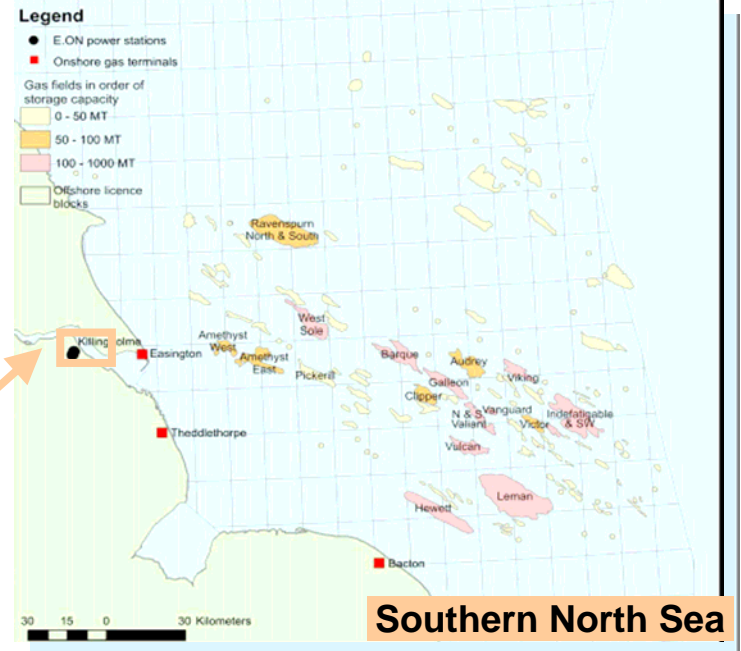 Legend
E.ON power stations
Onshore gas terminals
Gas fields in order of
storage capacity
0 - 50 MT
50 - 100 MT
100 - 1000 MT
Offshore licence
blocks
Ravenspurn
North & South
West
Sole
Killingholme
Easington
Amethyst
West
Amethyst
East
Pickerill
Barque
Audrey
Galleon
Viking
Clipper
N & S
Valiant
Vanguard
Victor
Indefatigable
& SW
Vulcan
Theddlethorpe
Leman
Hewett
Bacton
30 15 0 30 Kilometers
Southern North Sea